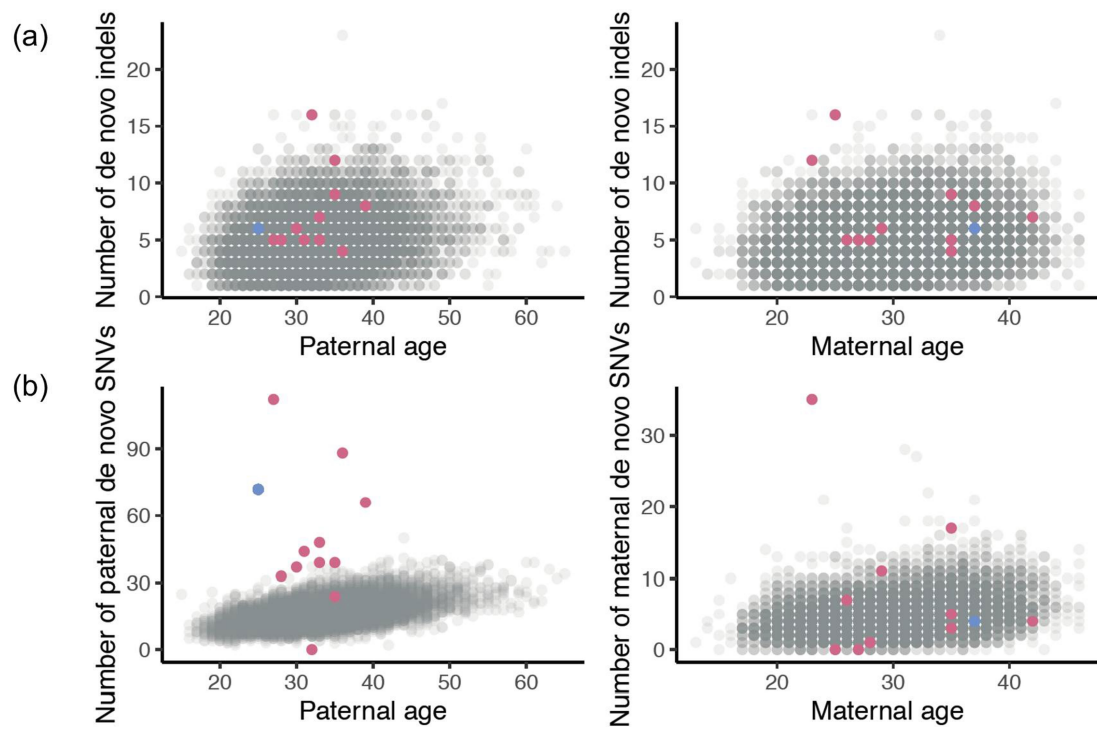 (a)
Number of de novo indels
20
15
10
5
0
20 30 40 50 60
Paternal age
Number of de novo indels
20
15
10
5
0
20 30 40
Maternal age
(b)
Number of paternal de novo SNVs
90
60
30
0
20 30 40 50 60
Paternal age
Number of maternal de novo SNVs
30
20
10
0
20 30 40
Maternal age